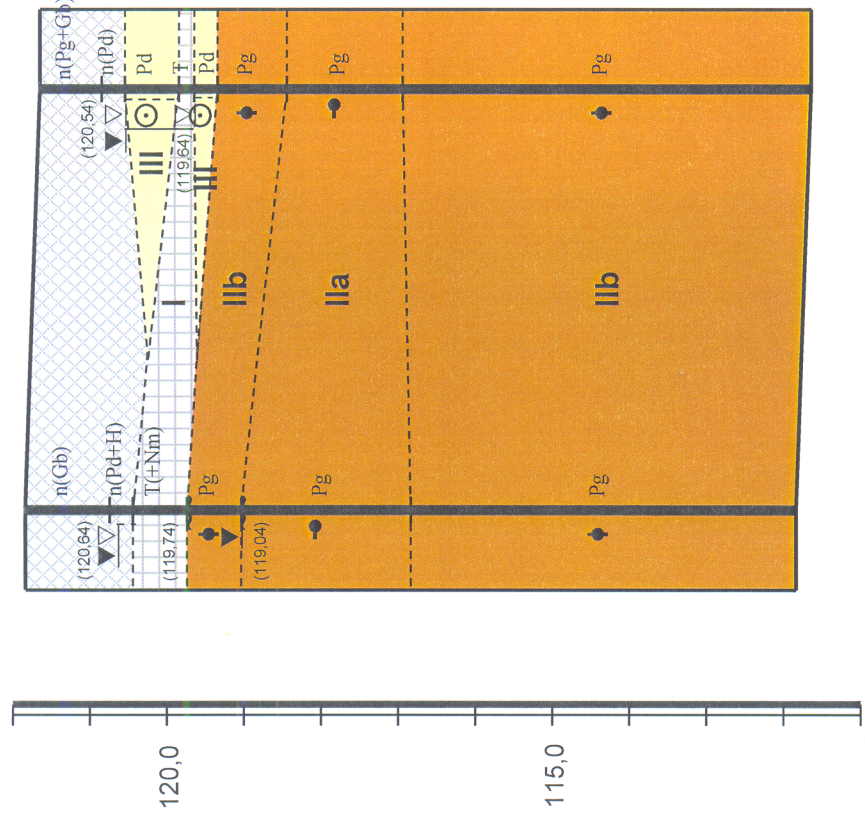 n(Gb)
n(Pd+H)
T(+Nm)
Pg
Pg
Pg
(120,64)
(119,74)
(119,04)
n(Pg+Gb)
n(Pd)
Pd
T
Pd
Pg
Pg
Pg
(120,54)
(119,64)
III
III
I
IIb
IIa
IIb
120,0
115,0